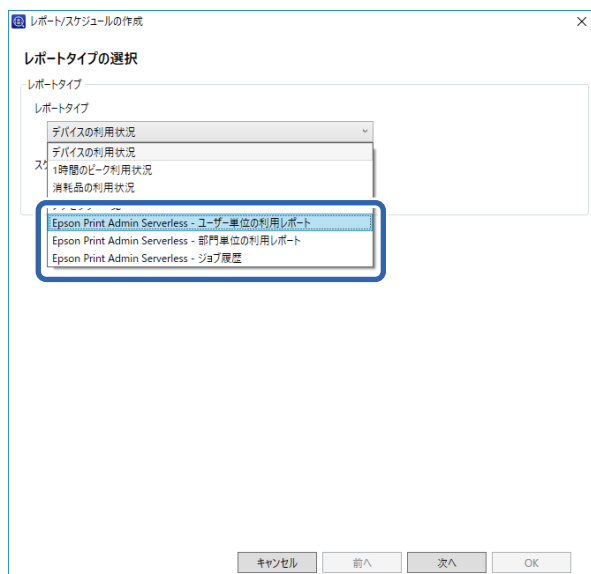 レポート/スケジュールの作成
レポートタイプの選択
レポートタイプ
レポートタイプ
デバイスの利用状況
デバイスの利用状況
スケ
1時間のピーク利用状況
消耗品の利用状況
Epson Print Admin Serverless - ユーザー単位の利用レポート
Epson Print Admin Serverless - 部門単位の利用レポート
Epson Print Admin Serverless - ジョブ履歴
キャンセル
前へ
次へ
OK